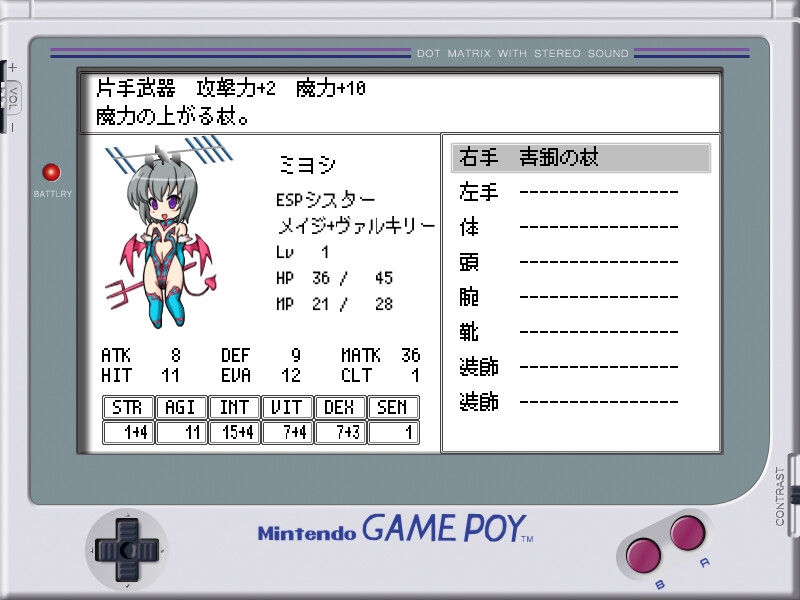 DOT MATRIX WITH STEREO SOUND
+
VOL
−
BATTLRY
片手武器 攻撃力+2 魔力+10
魔力の上がる杖。
ミヨシ
ESPシスター
メイジ+ヴァルキリー
Lv 1
HP 36 / 45
MP 21 / 28
ATK 8 DEF 9 MATK 36
HIT 11 EVA 12 CLT 1
STR AGI INT VIT DEX SEN
1+4 11 15+4 7+4 7+3 1
右手 青銅の杖
左手 ----------------
体 ----------------
頭 ----------------
腕 ----------------
靴 ----------------
装飾 ----------------
装飾 ----------------
CONTRAST
Mintendo GAME POY TM
B A